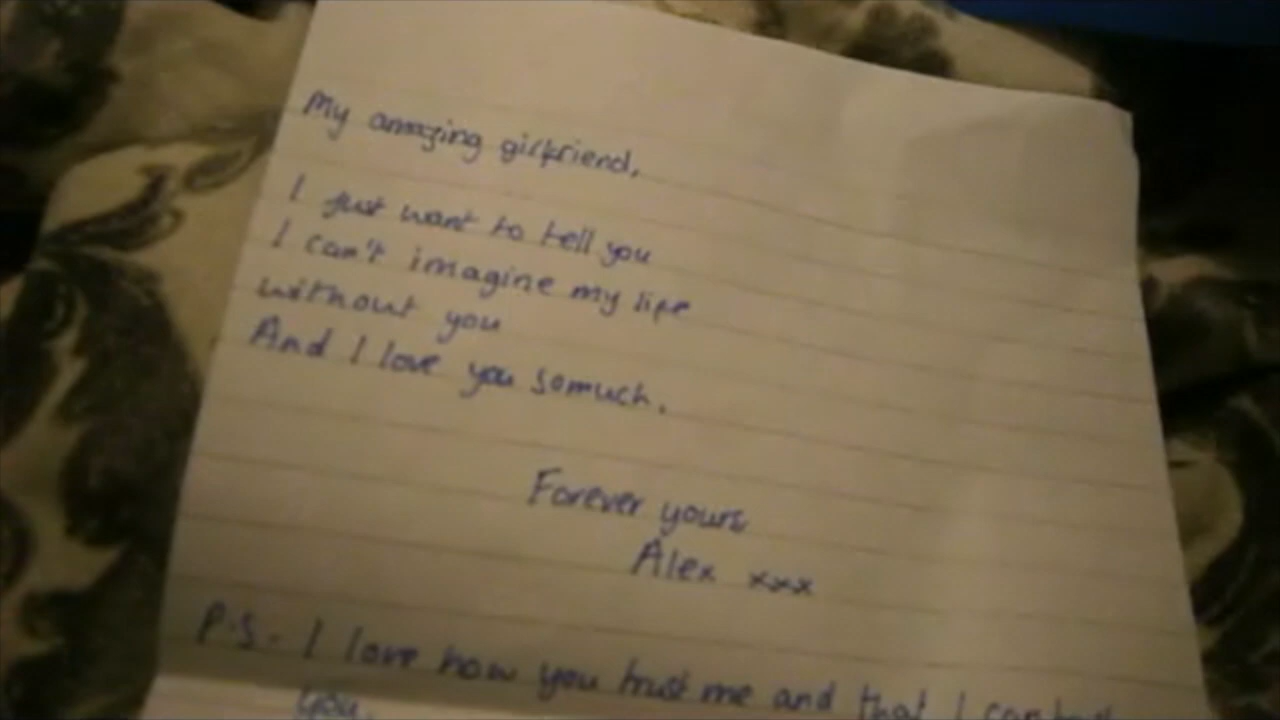 My amazing girlfriend,
I just want to tell you
I can't imagine my life
without you
And I love you somuch.
Forever yours
Alex xxx
P.S. I love how you trust me and that I can
you.